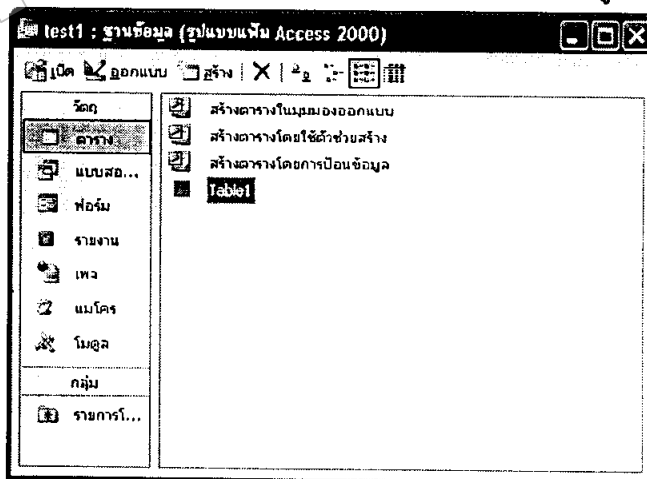 test1 : ฐานข้อมูล (รูปแบบแฟ้ม Access 2000)
เปิด ออกแบบ สร้าง
วัตถุ
ตาราง
แบบสอ...
ฟอร์ม
รายงาน
เพจ
แมโคร
โมดูล
กลุ่ม
รายการโ...
สร้างตารางในมุมมองออกแบบ
สร้างตารางโดยใช้ตัวช่วยสร้าง
สร้างตารางโดยการป้อนข้อมูล
Table1